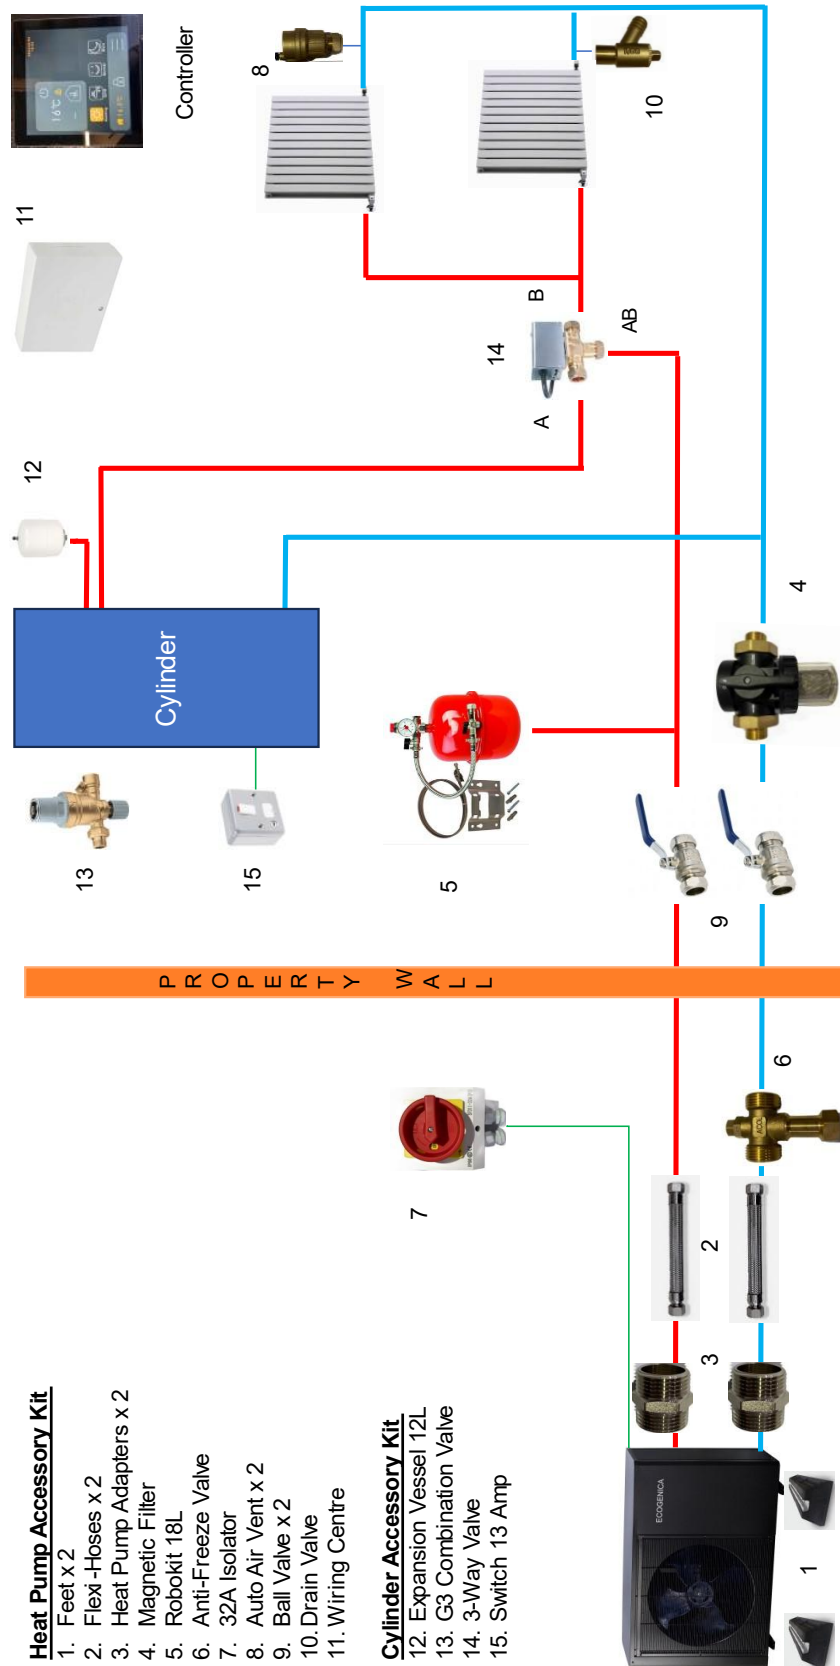 Heat Pump Accessory Kit
1. Feet x 2
2. Flexi-Hoses x 2
3. Heat Pump Adapters x 2
4. Magnetic Filter
5. Robokit 18L
6. Anti-Freeze Valve
7. 32A Isolator
8. Auto Air Vent x 2
9. Ball Valve x 2
10. Drain Valve
11. Wiring Centre
Cylinder Accessory Kit
12. Expansion Vessel 12L
13. G3 Combination Valve
14. 3-Way Valve
15. Switch 13 Amp
ECOGENICA
1
2
3
6
7
PROPERTY WALL
9
5
13
15
Cylinder
12
4
14
A
B
AB
11
8
10
Controller
16°C